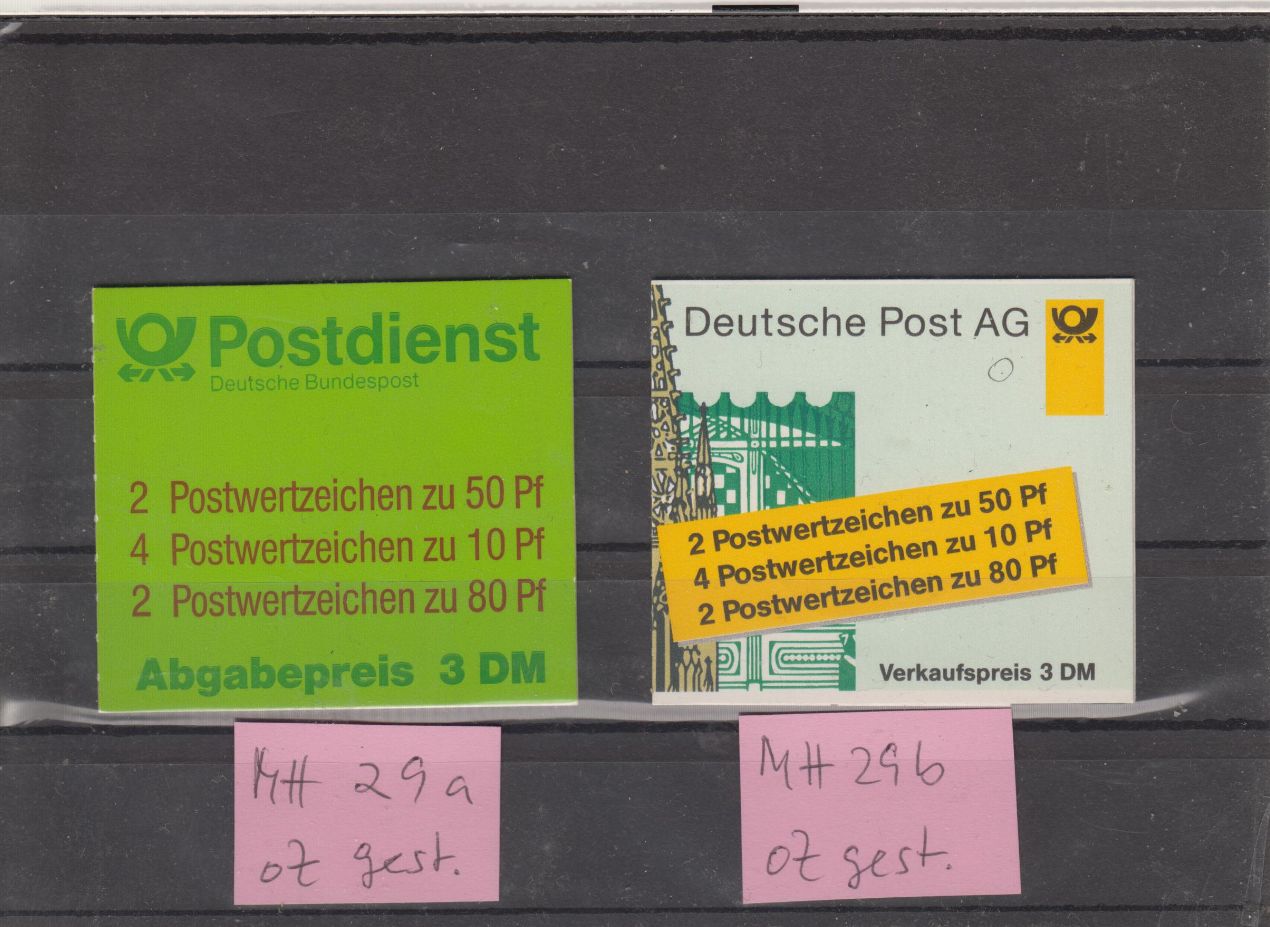 Postdienst
Deutsche Bundespost
2 Postwertzeichen zu 50 Pf
4 Postwertzeichen zu 10 Pf
2 Postwertzeichen zu 80 Pf
Abgabepreis 3 DM
Deutsche Post AG
2 Postwertzeichen zu 50 Pf
4 Postwertzeichen zu 10 Pf
2 Postwertzeichen zu 80 Pf
7
Verkaufspreis 3 DM
MH 29a
oZ gest.
MH 29b
oZ gest.